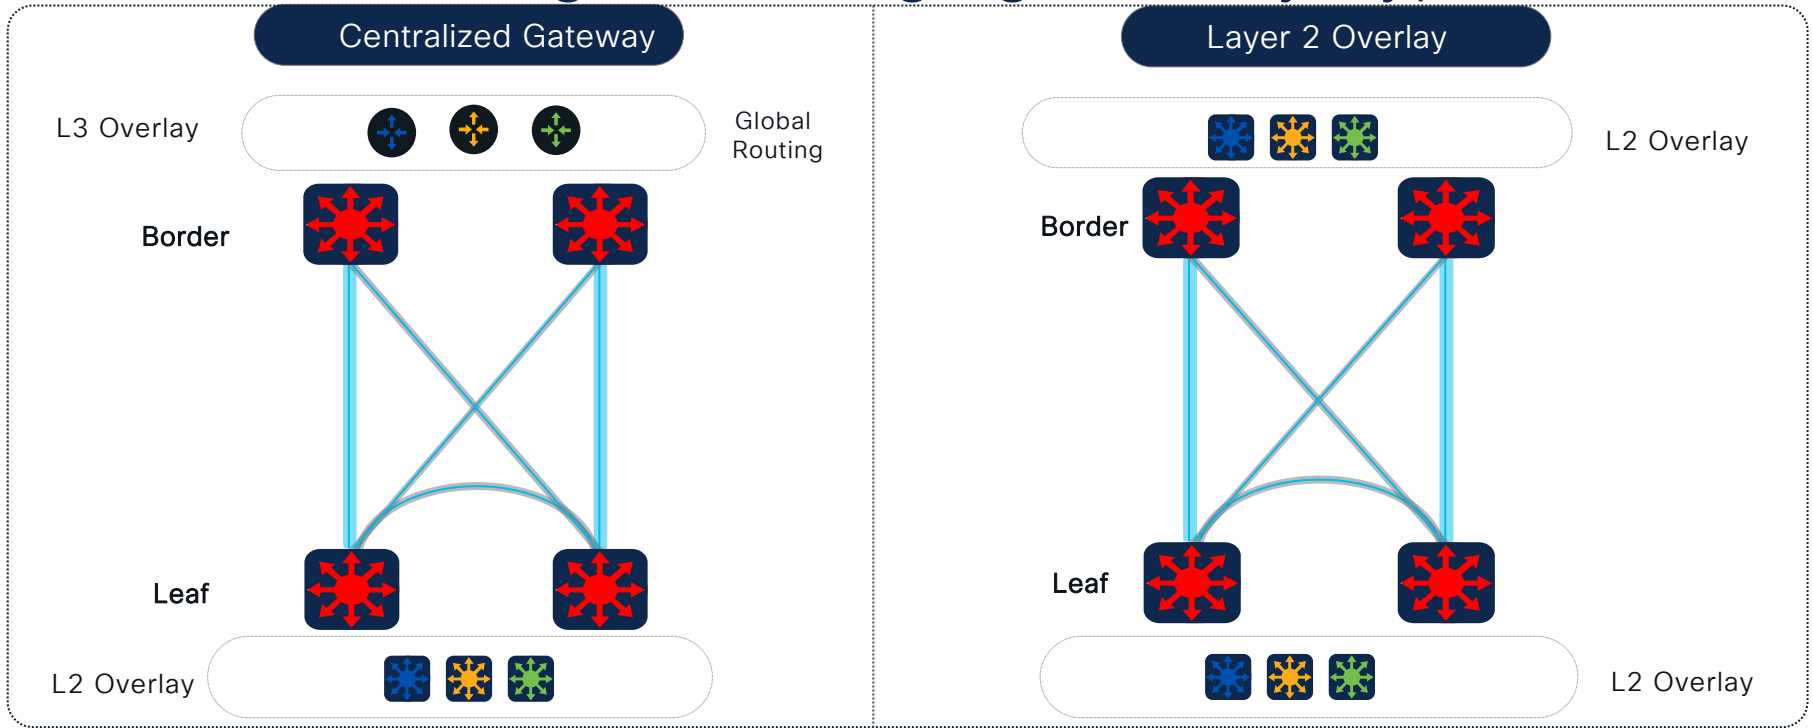 Centralized Gateway
L3 Overlay
Global
Routing
Border
Leaf
L2 Overlay
Layer 2 Overlay
L2 Overlay
Border
Leaf
L2 Overlay